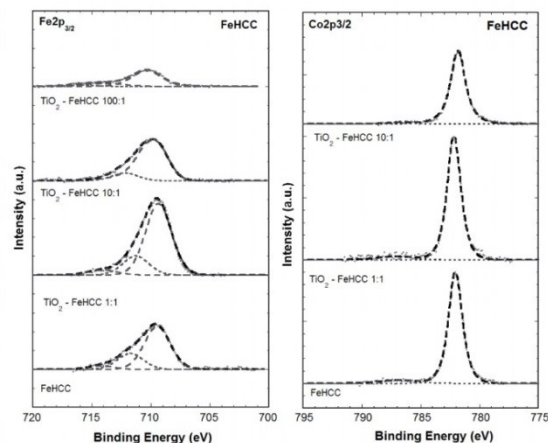 Fe2p3/2 FeHCC
TiO2 - FeHCC 100:1
TiO2 - FeHCC 10:1
TiO2 - FeHCC 1:1
FeHCC
Intensity (a.u.)
720 715 710 705 700
Binding Energy (eV)
Co2p3/2 FeHCC
TiO2 - FeHCC 10:1
TiO2 - FeHCC 1:1
FeHCC
Intensity (a.u.)
795 790 785 780 775
Binding Energy (eV)